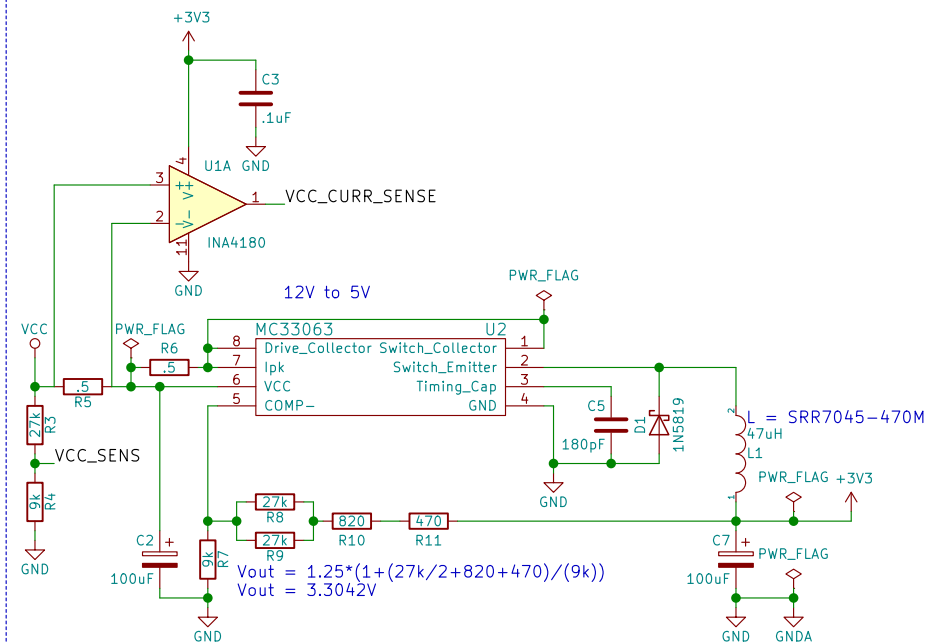 +3V3
C3
.1uF
U1A GND
4
3
V+
1
VCC_CURR_SENSE
2
V-
11
INA4180
GND
PWR_FLAG
12V to 5V
VCC
PWR_FLAG
MC33063
U2
R6
8
Drive_Collector Switch_Collector
1
.5
7
Ipk
Switch_Emitter
2
.5
6
VCC
Timing_Cap
3
R5
5
COMP-
GND
4
27k
R3
C5
180pF
D1
1N5819
2
L = SRR7045-470M
47uH
L1
1
VCC_SENS
9k
R4
GND
GND
PWR_FLAG
+3V3
27k
R8
820
470
27k
R9
R10
R11
C2
+
100uF
9k
R7
C7
+
100uF
PWR_FLAG
GND
Vout = 1.25*(1+(27k/2+820+470)/(9k))
Vout = 3.3042V
GND
GND
GNDA